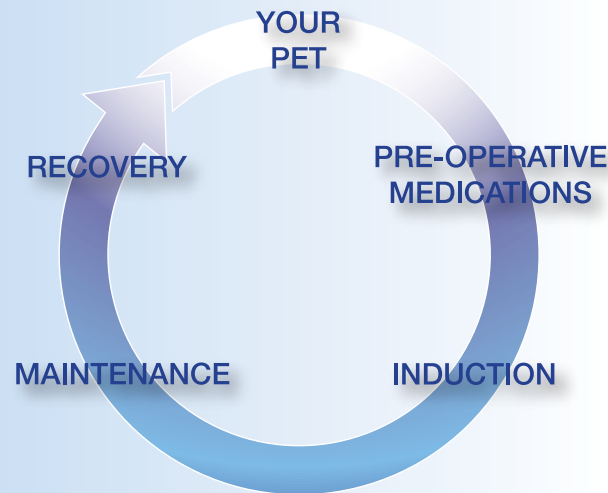 YOUR
PET
PRE-OPERATIVE
MEDICATIONS
INDUCTION
MAINTENANCE
RECOVERY